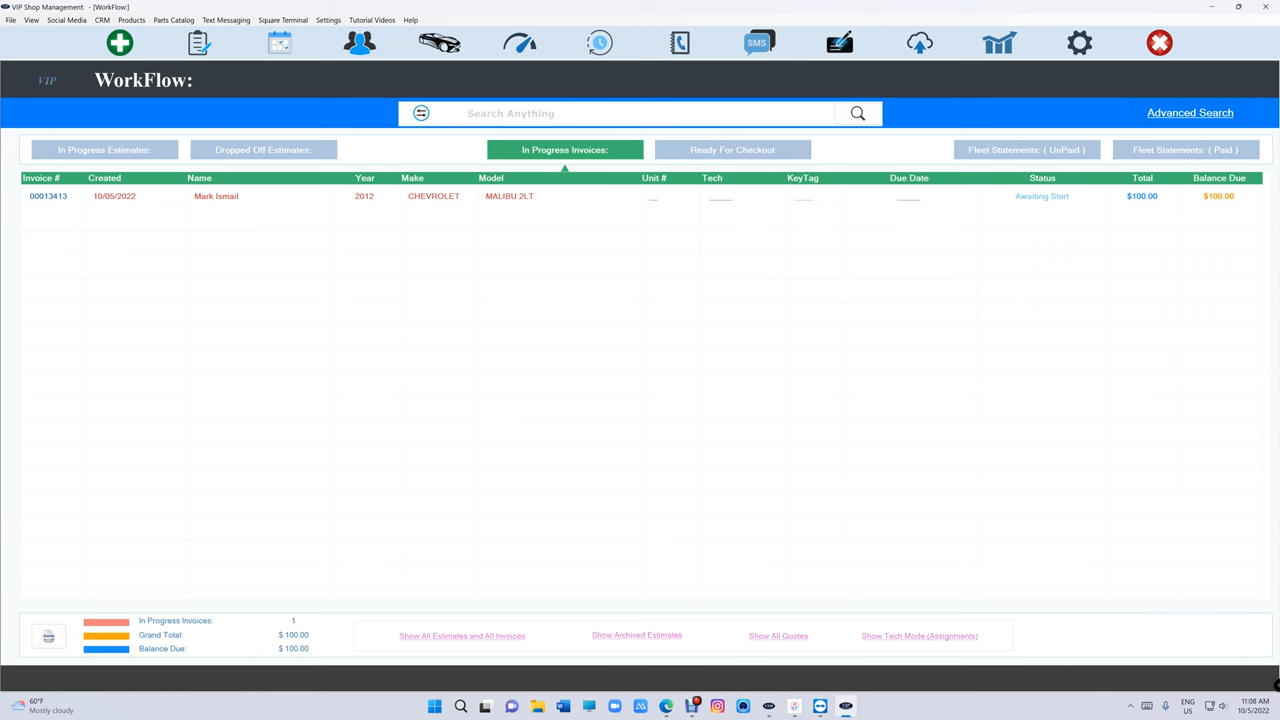 VIP Shop Management: - [WorkFlow:]
File View Social Media CRM Products Parts Catalog Text Messaging Square Terminal Settings Tutorial Videos Help
SMS
VIP WorkFlow:
Search Anything Advanced Search
In Progress Estimates: Dropped Off Estimates: In Progress Invoices: Ready For Checkout Fleet Statements: ( UnPaid ) Fleet Statements: ( Paid )
Invoice # Created Name Year Make Model Unit # Tech KeyTag Due Date Status Total Balance Due
00013413 10/05/2022 Mark Ismail 2012 CHEVROLET MALIBU 2LT __ _____ ____ _____ Awaiting Start $100.00 $100.00
In Progress Invoices: 1
Grand Total: $ 100.00
Balance Due: $ 100.00
Show All Estimates and All Invoices Show Archived Estimates Show All Quotes Show Tech Mode (Assignments)
60°F
Mostly cloudy
ENG
US
11:08 AM
10/5/2022